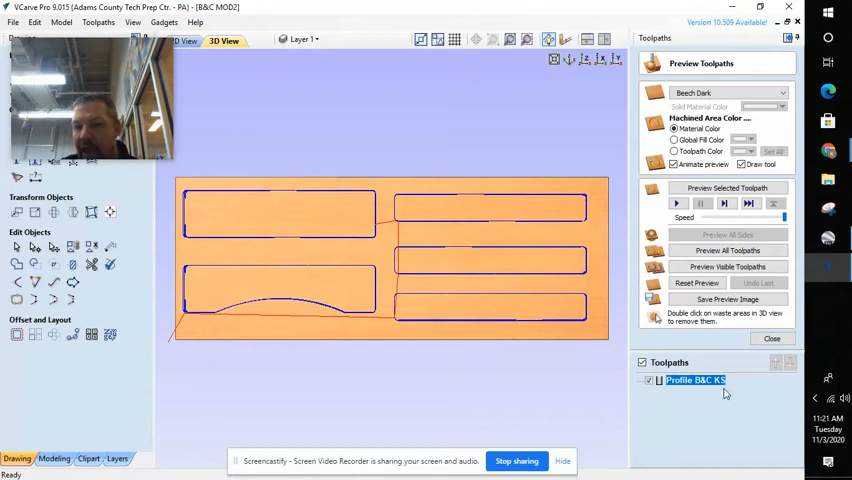 VCarve Pro 9.015 (Adams County Tech Prep Ctr. - PA) - [B&C MOD2]
File Edit Model Toolpaths View Gadgets Help
Version 10.509 Available!
2D View
3D View
Layer 1
Transform Objects
Edit Objects
Offset and Layout
Drawing Modeling Clipart Layers
Ready
Toolpaths
Preview Toolpaths
Beech Dark
Solid Material Color
Machined Area Color ....
Material Color
Global Fill Color
Toolpath Color
Set All
Animate preview
Draw tool
Preview Selected Toolpath
Speed
Preview All Sides
Preview All Toolpaths
Preview Visible Toolpaths
Reset Preview
Undo Last
Save Preview Image
Double click on waste areas in 3D view
to remove them.
Close
Toolpaths
Profile B&C KS
Screencastify - Screen Video Recorder is sharing your screen and audio.
Stop sharing
Hide
11:21 AM
Tuesday
11/3/2020